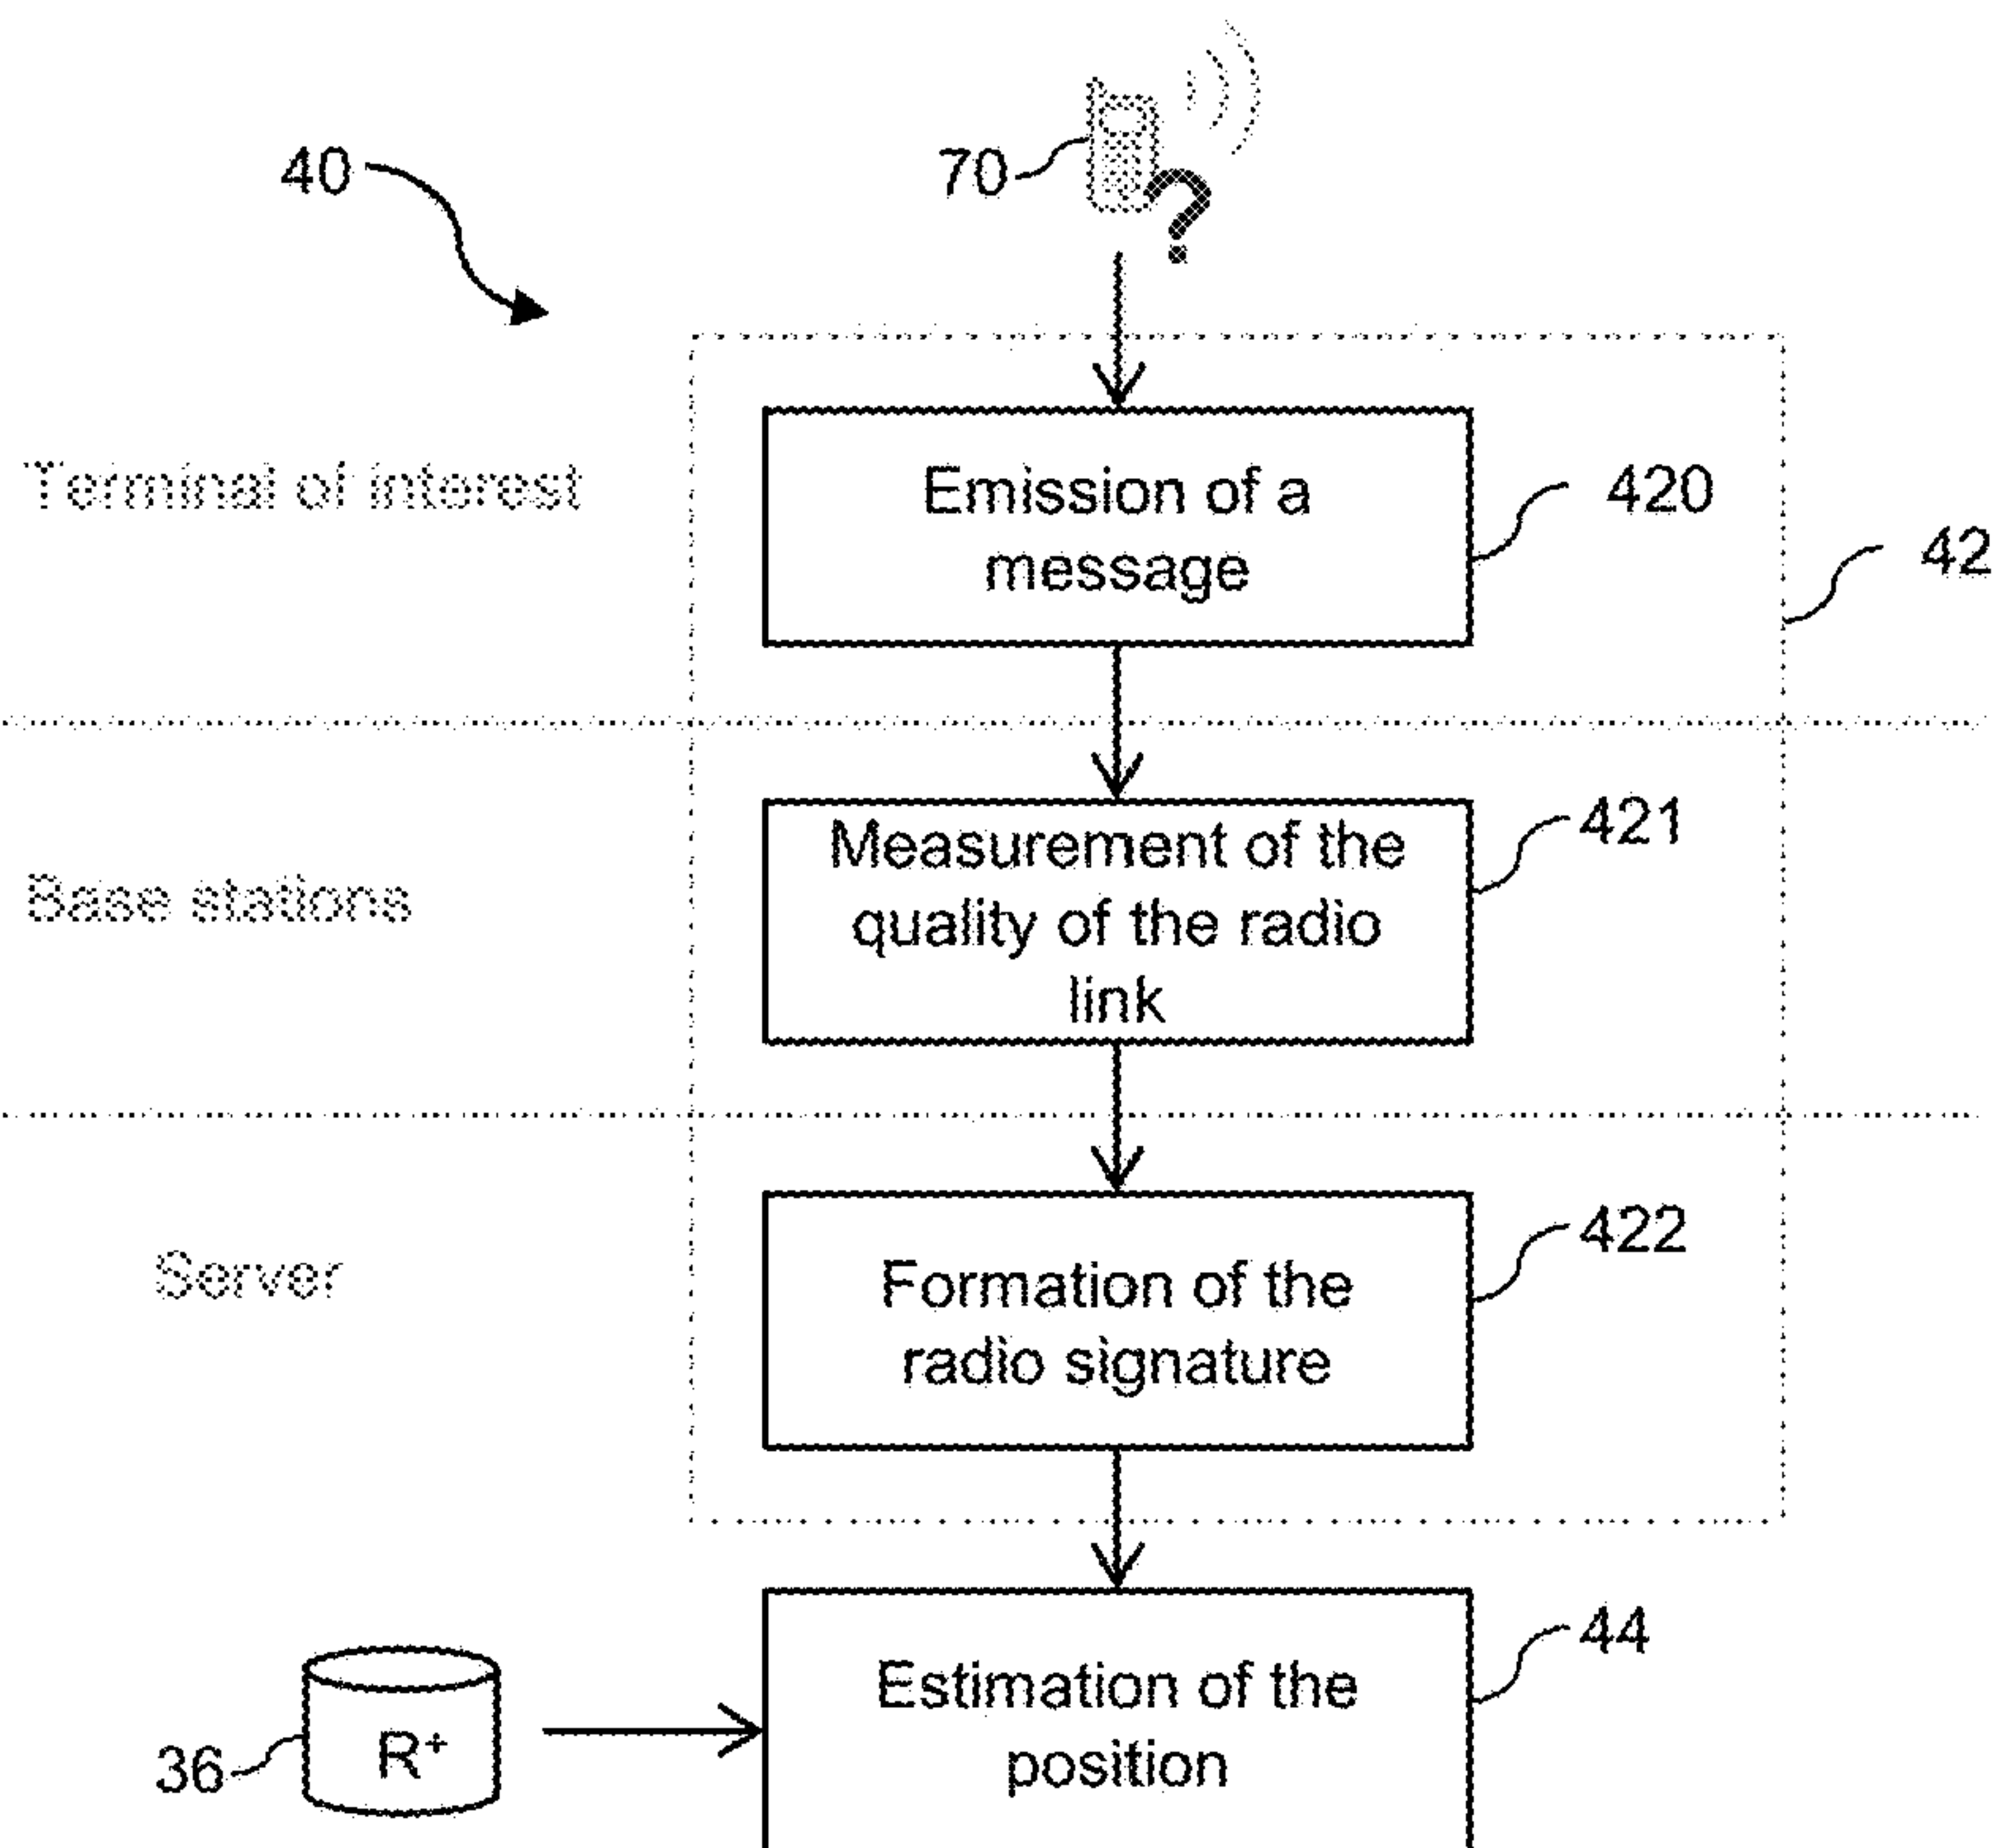 40
70
?
Terminal of interest
Emission of a
message
420
42
Base stations
Measurement of the
quality of the radio
link
421
Server
Formation of the
radio signature
422
36
R+
Estimation of the
position
44